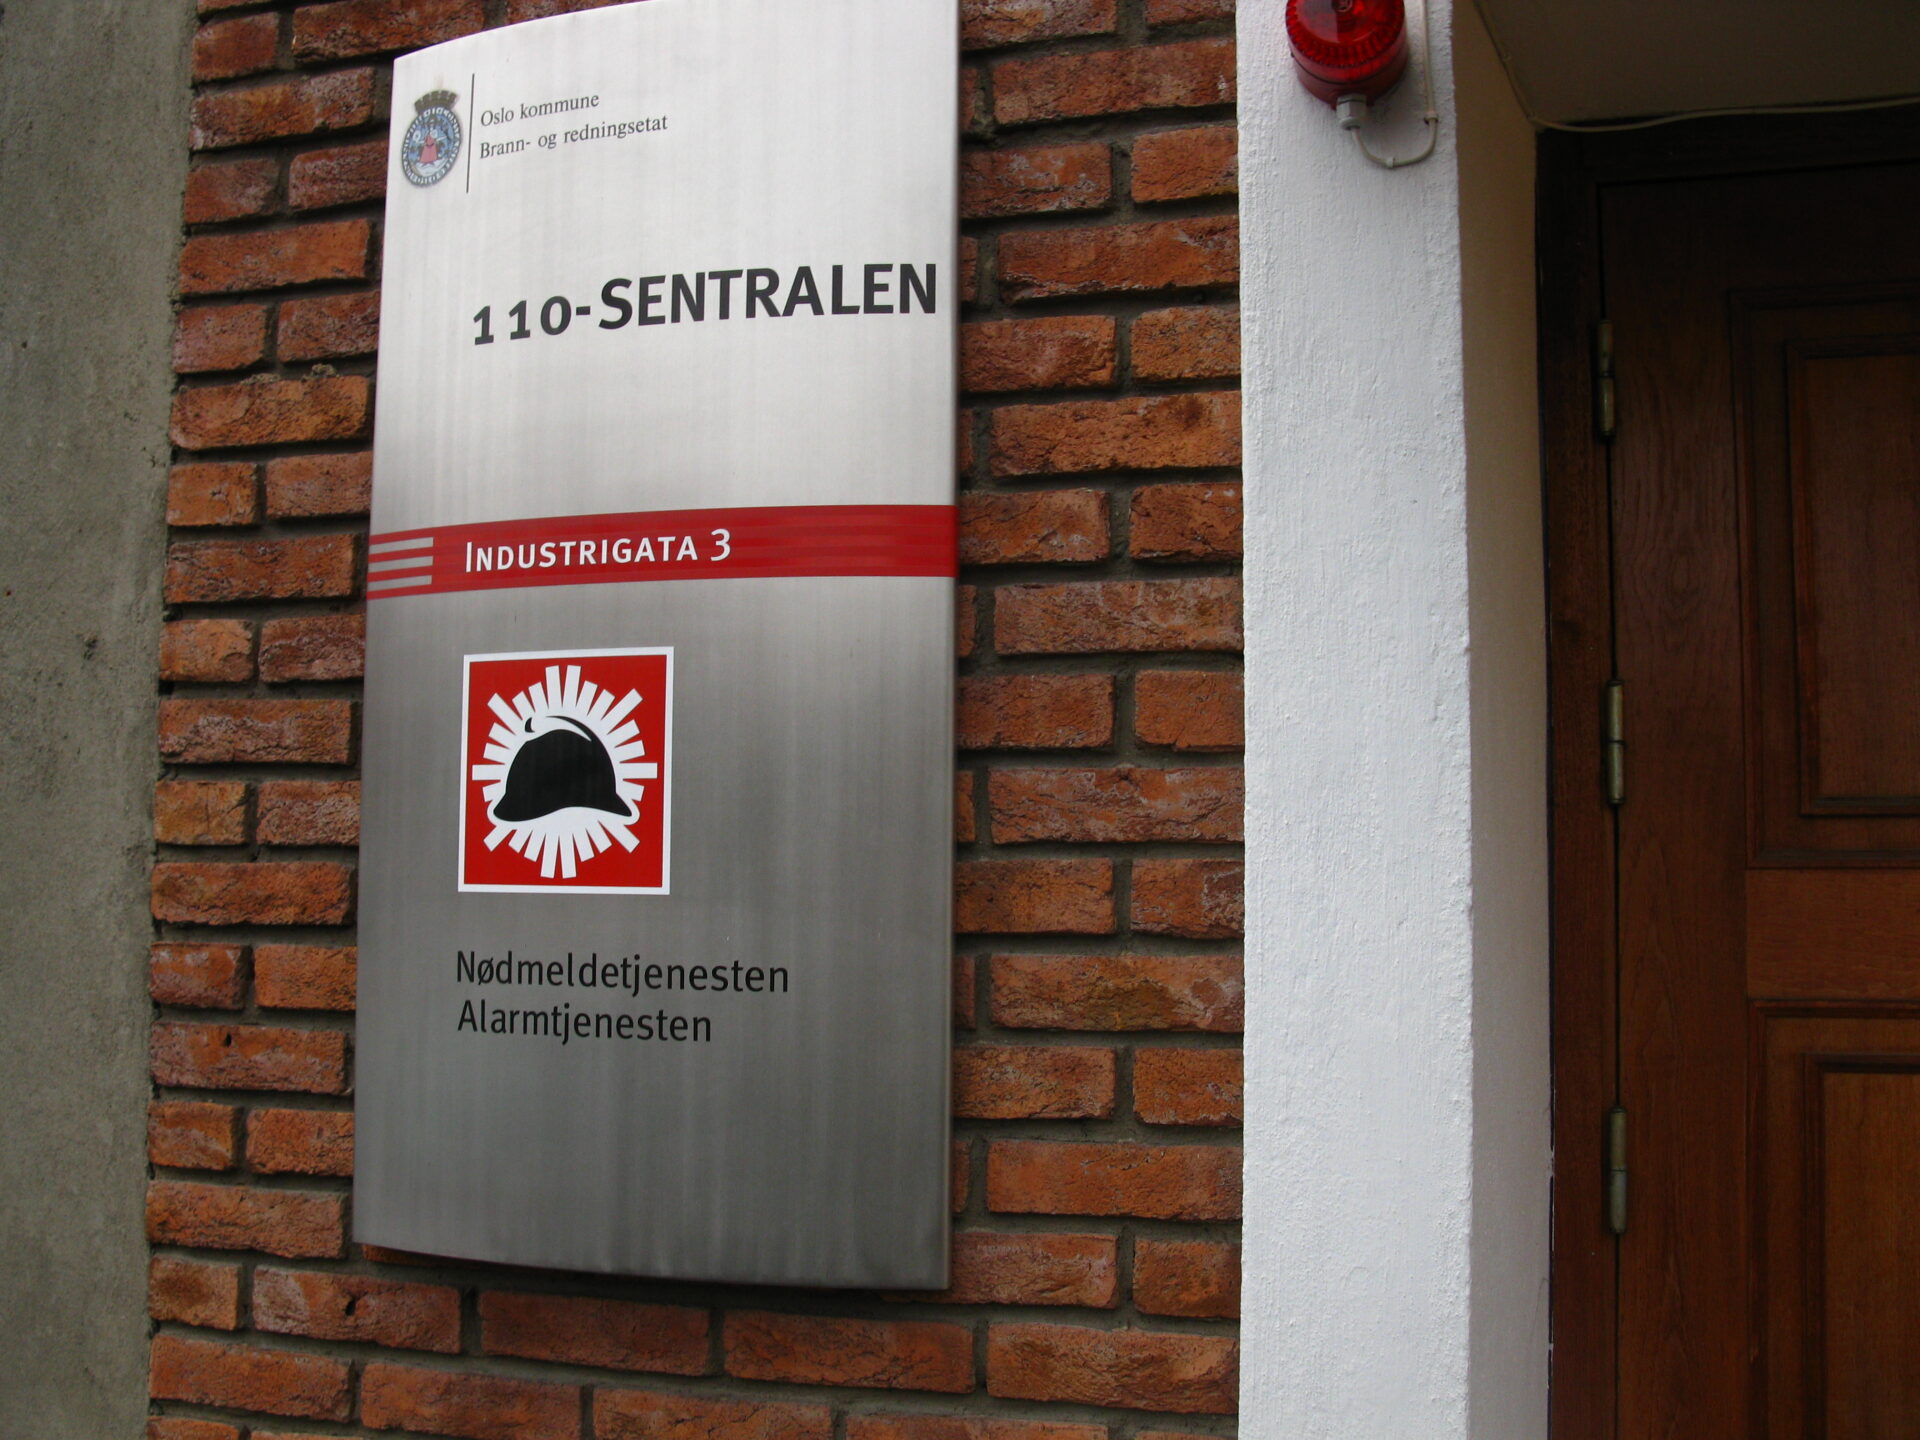 Oslo kommune
Brann- og redningsetat
110-SENTRALEN
INDUSTRIGATA 3
Nødmeldetjenesten
Alarmtjenesten